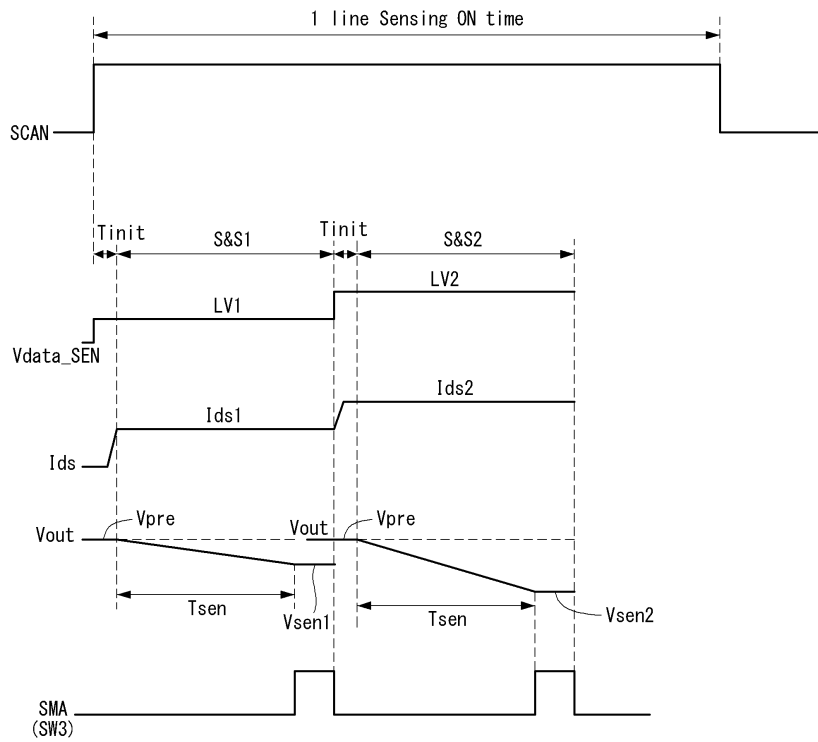 1 line Sensing ON time
SCAN
Tinit
S&S1
Tinit
S&S2
LV1
LV2
Vdata_SEN
Ids1
Ids2
Ids
Vout
Vpre
Vout
Vpre
Tsen
Vsen1
Tsen
Vsen2
SMA
(SW3)